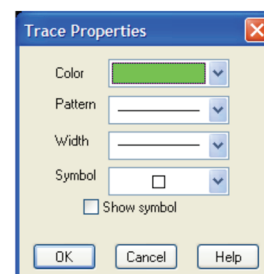 Trace Properties
Color
Pattern
Width
Symbol
Show symbol
OK Cancel Help